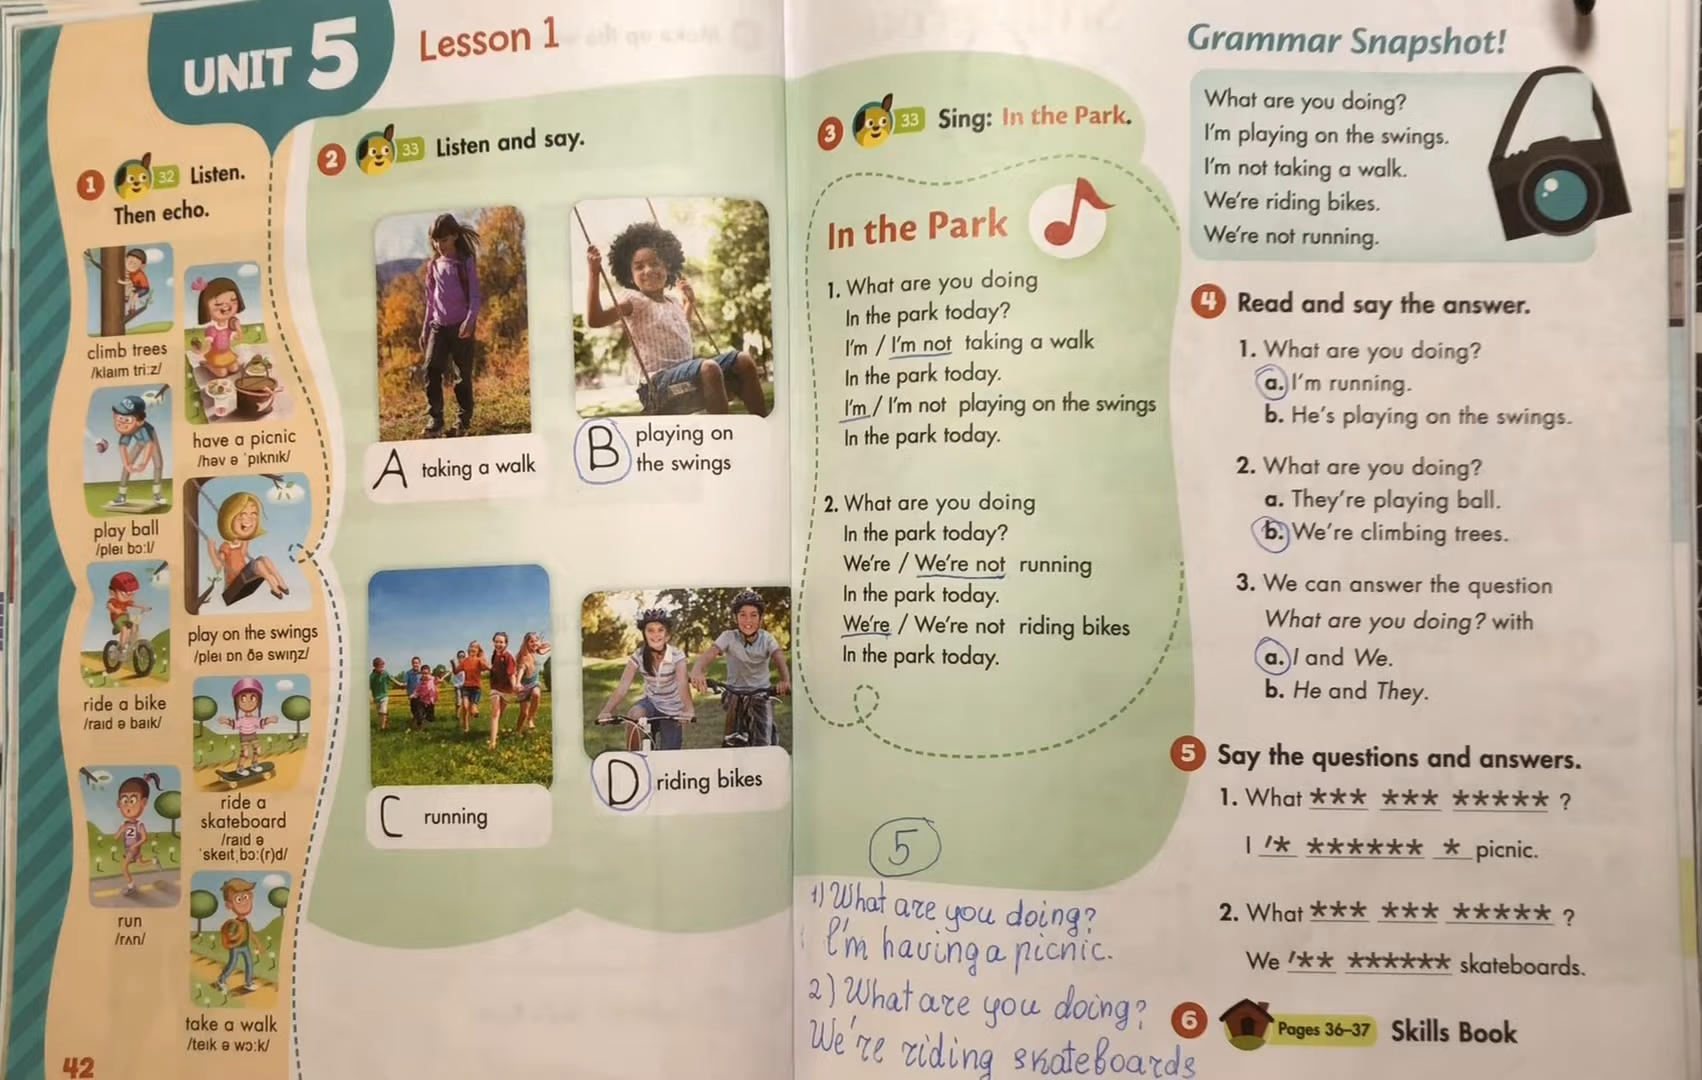 UNIT 5
Lesson 1
1 32 Listen.
Then echo.
climb trees
/klaɪm triːz/
have a picnic
/həv ə ˈpɪknɪk/
play ball
/pleɪ bɔːl/
play on the swings
/pleɪ ɒn ðə swɪŋz/
ride a bike
/raɪd ə baɪk/
ride a
skateboard
/raɪd ə
ˈskeɪtˌbɔː(r)d/
2
run
/rʌn/
take a walk
/teɪk ə wɔːk/
42
2 33 Listen and say.
A taking a walk
B playing on
the swings
C running
D riding bikes
3 33 Sing: In the Park.
In the Park
1. What are you doing
In the park today?
I'm / I'm not taking a walk
In the park today.
I'm / I'm not playing on the swings
In the park today.
2. What are you doing
In the park today?
We're / We're not running
In the park today.
We're / We're not riding bikes
In the park today.
5
1) What are you doing?
I'm having a picnic.
2) What are you doing?
We're riding skateboards
Grammar Snapshot!
What are you doing?
I'm playing on the swings.
I'm not taking a walk.
We're riding bikes.
We're not running.
4 Read and say the answer.
1. What are you doing?
a. I'm running.
b. He's playing on the swings.
2. What are you doing?
a. They're playing ball.
b. We're climbing trees.
3. We can answer the question
What are you doing? with
a. I and We.
b. He and They.
5 Say the questions and answers.
1. What *** *** ***** ?
I '* ****** * picnic.
2. What *** *** ***** ?
We '** ****** skateboards.
6 Pages 36–37 Skills Book